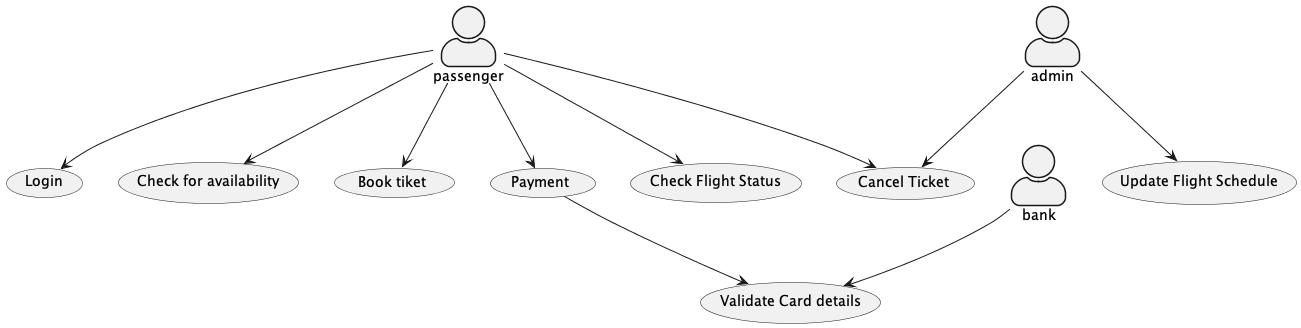 passenger
admin
Login
Check for availability
Book tiket
Payment
Check Flight Status
Cancel Ticket
Update Flight Schedule
bank
Validate Card details